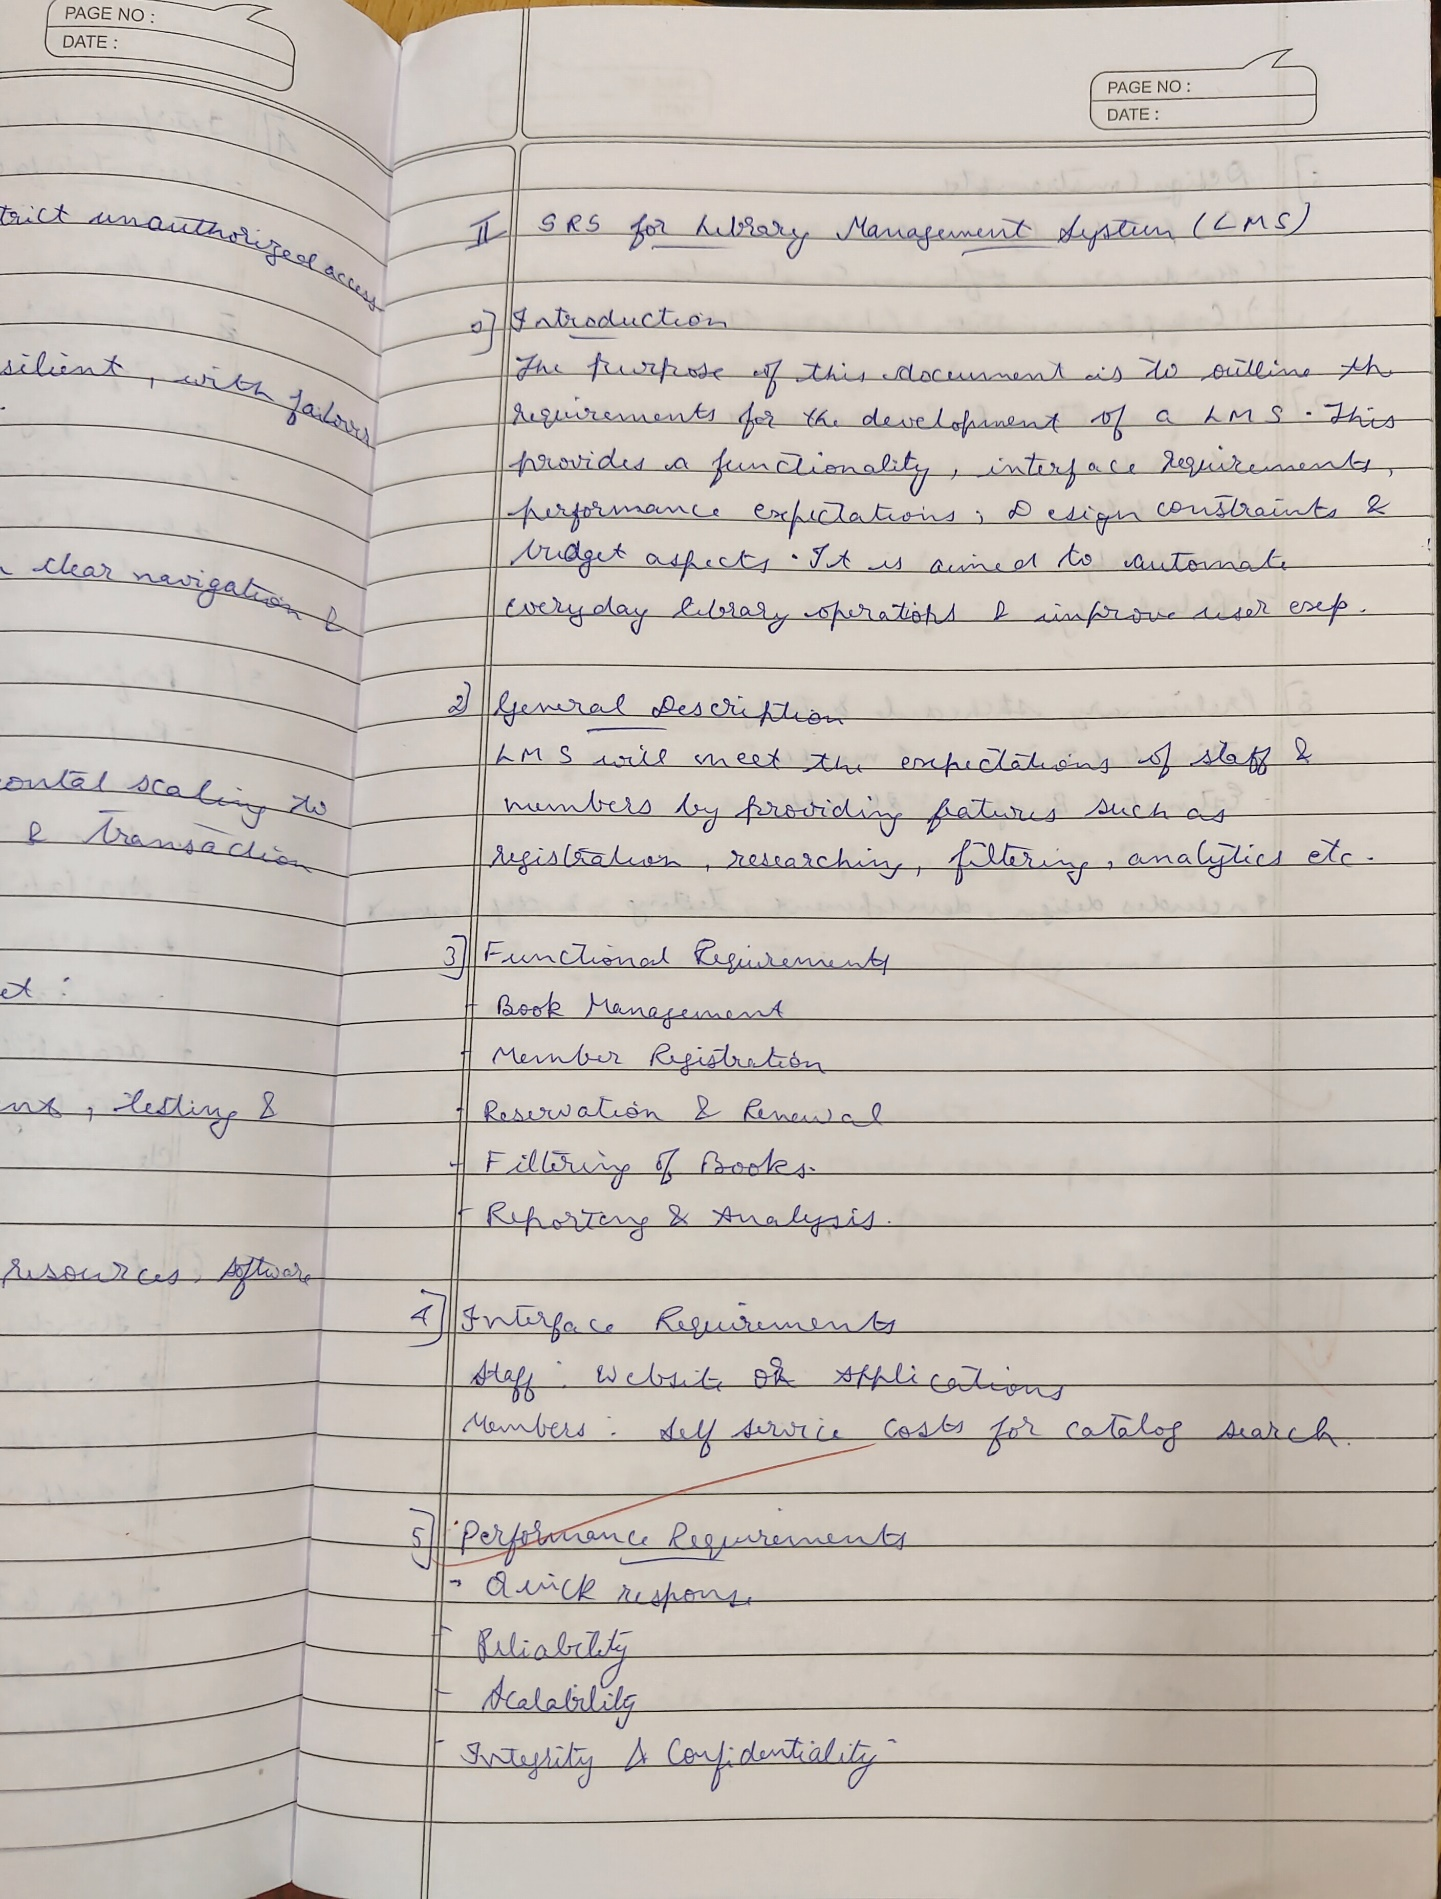 PAGE NO :
DATE :
trict unauthorized access
silient, with failover
clear navigation &
ontal scaling to
& transaction
et :
testing &
resources, software
PAGE NO :
DATE :
II SRS for Library Management System (LMS)
Introduction
The purpose of this document is to outline th
requirements for the development of a LMS. This
provides a functionality, interface requirements,
performance expectations, Design constraints &
budget aspects. It is aimed to automate
everyday library operations & improve user exep.
2] General Description
LMS will meet the expectations of staff &
members by providing features such as
registration, researching, filtering, analytics etc.
3] Functional Requirements
- Book Management
- Member Registration
- Reservation & Renewal
- Filtering of Books.
- Reporting & Analysis.
4] Interface Requirements
Staff : Website OR Applications
Members : Self service costs for catalog search.
5] Performance Requirements
- Quick response
- Reliability
- Scalability
- Integrity & Confidentiality